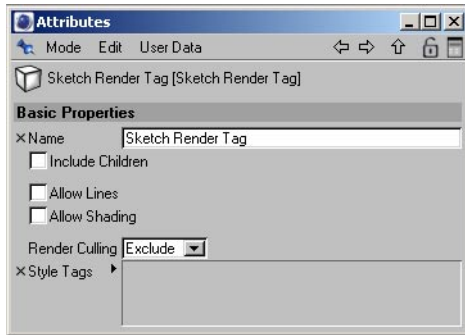 Attributes
Mode Edit User Data
Sketch Render Tag [Sketch Render Tag]
Basic Properties
Name Sketch Render Tag
Include Children
Allow Lines
Allow Shading
Render Culling Exclude
Style Tags